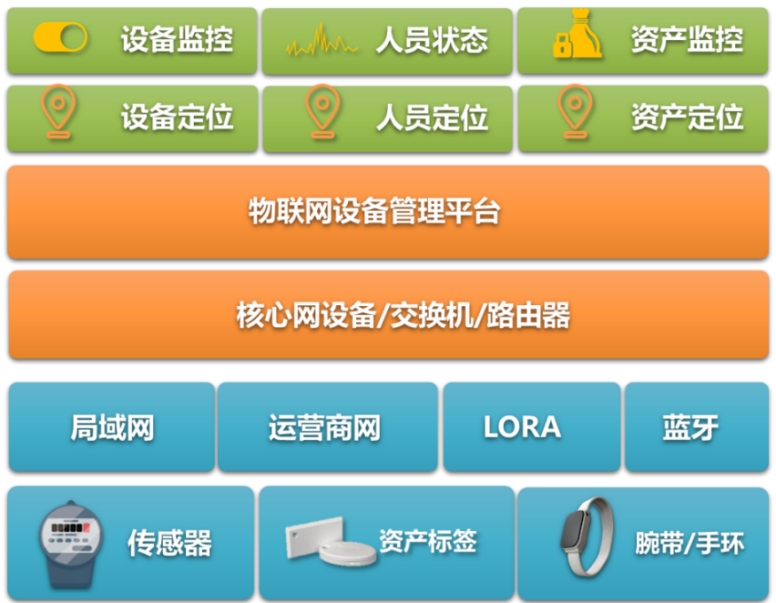 设备监控 人员状态 资产监控
设备定位 人员定位 资产定位
物联网设备管理平台
核心网设备/交换机/路由器
局域网 运营商网 LORA 蓝牙
传感器 资产标签 腕带/手环